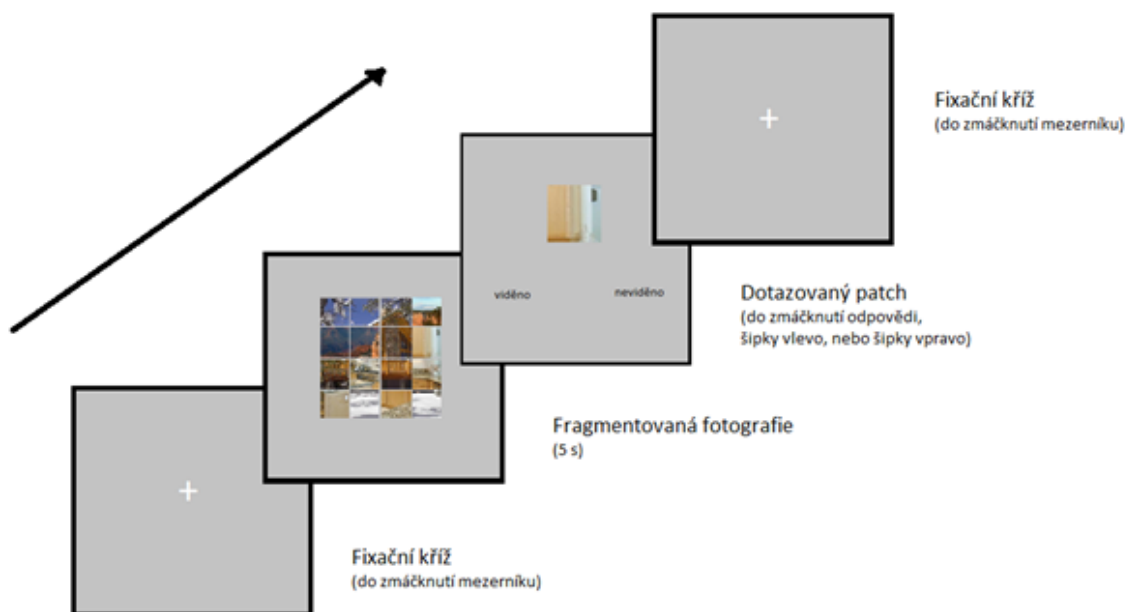 Fixační kříž
(do zmáčknutí mezerníku)
viděno
neviděno
Dotazovaný patch
(do zmáčknutí odpovědi,
šipky vlevo, nebo šipky vpravo)
Fragmentovaná fotografie
(5 s)
Fixační kříž
(do zmáčknutí mezerníku)